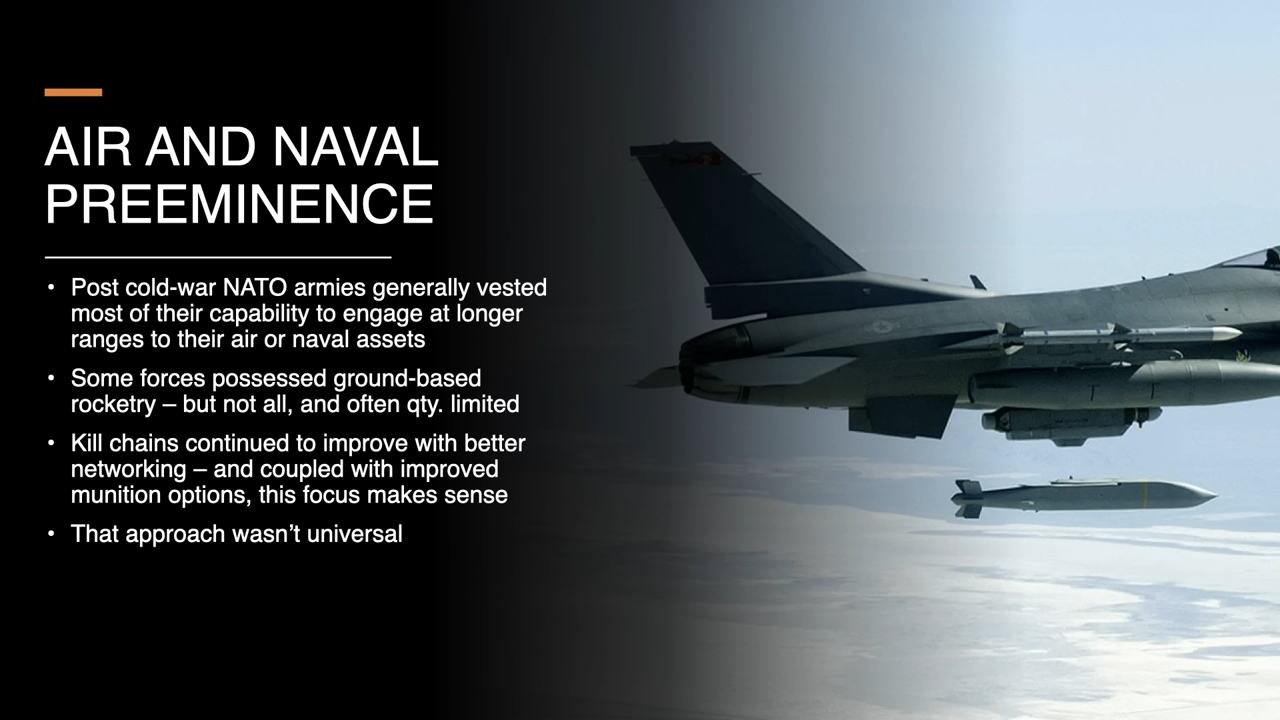 AIR AND NAVAL
PREEMINENCE
• Post cold-war NATO armies generally vested
most of their capability to engage at longer
ranges to their air or naval assets
• Some forces possessed ground-based
rocketry – but not all, and often qty. limited
• Kill chains continued to improve with better
networking – and coupled with improved
munition options, this focus makes sense
• That approach wasn’t universal